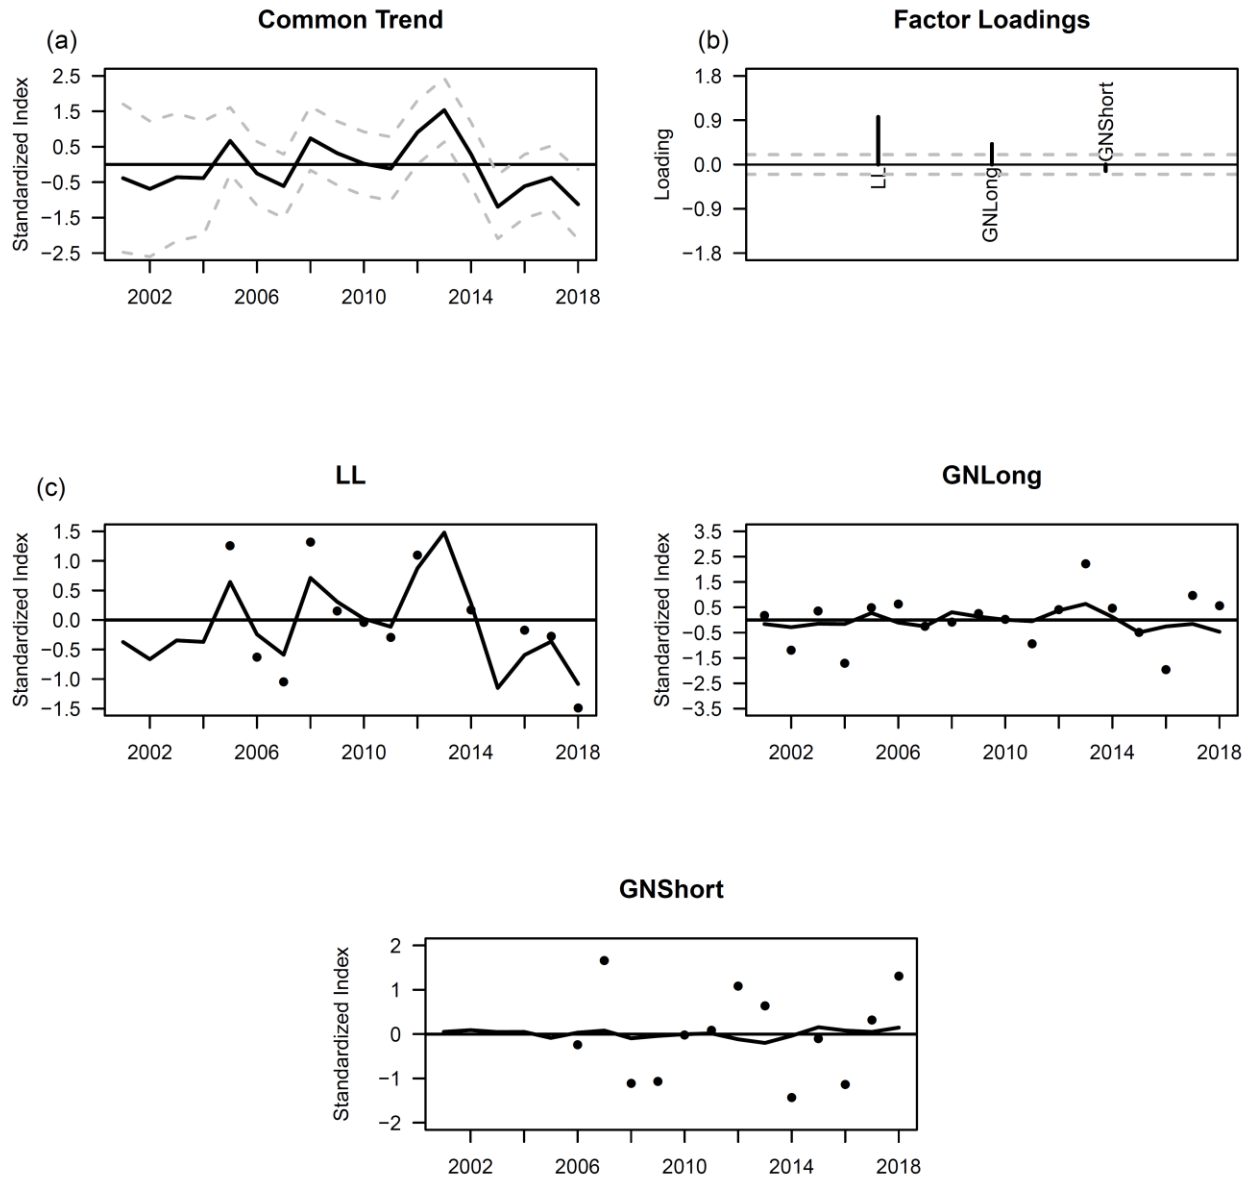 Common Trend
(a)
Standardized Index
2.5
1.5
0.5
−0.5
−1.5
−2.5
2002 2006 2010 2014 2018
Factor Loadings
(b)
Loading
1.8
0.9
0.0
−0.9
−1.8
LL
GNLong
GNShort
(c)
LL
Standardized Index
1.5
1.0
0.5
0.0
−0.5
−1.0
−1.5
2002 2006 2010 2014 2018
GNLong
Standardized Index
3.5
2.5
1.5
0.5
−0.5
−1.5
−2.5
−3.5
2002 2006 2010 2014 2018
GNShort
Standardized Index
2
1
0
−1
−2
2002 2006 2010 2014 2018